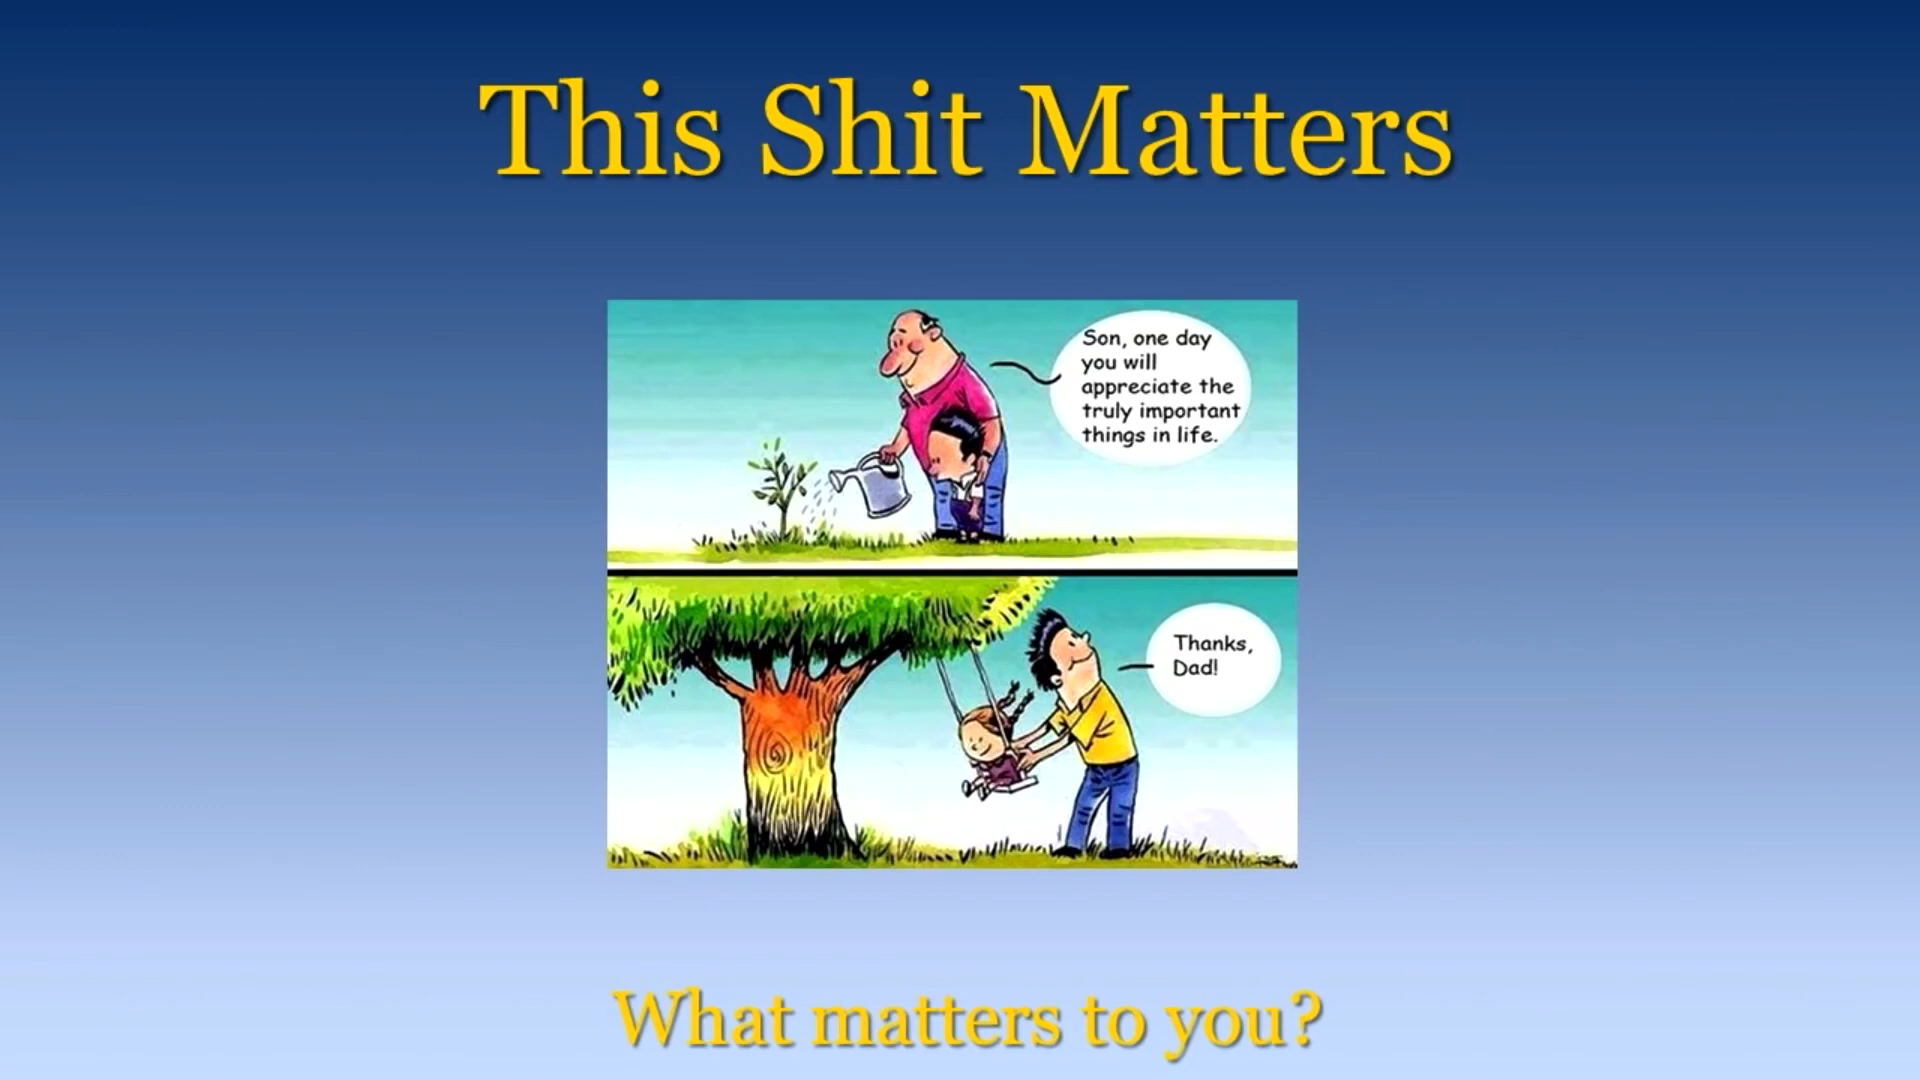 This Shit Matters
Son, one day
you will
appreciate the
truly important
things in life.
Thanks,
Dad!
What matters to you?